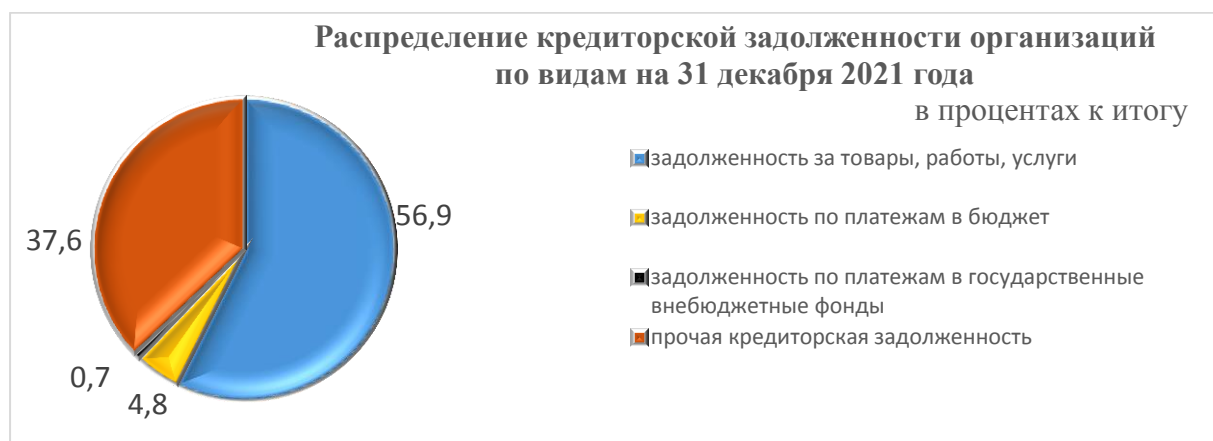 Распределение кредиторской задолженности организаций
по видам на 31 декабря 2021 года
в процентах к итогу
задолженность за товары, работы, услуги
56,9
задолженность по платежам в бюджет
37,6
задолженность по платежам в государственные
внебюджетные фонды
прочая кредиторская задолженность
0,7
4,8